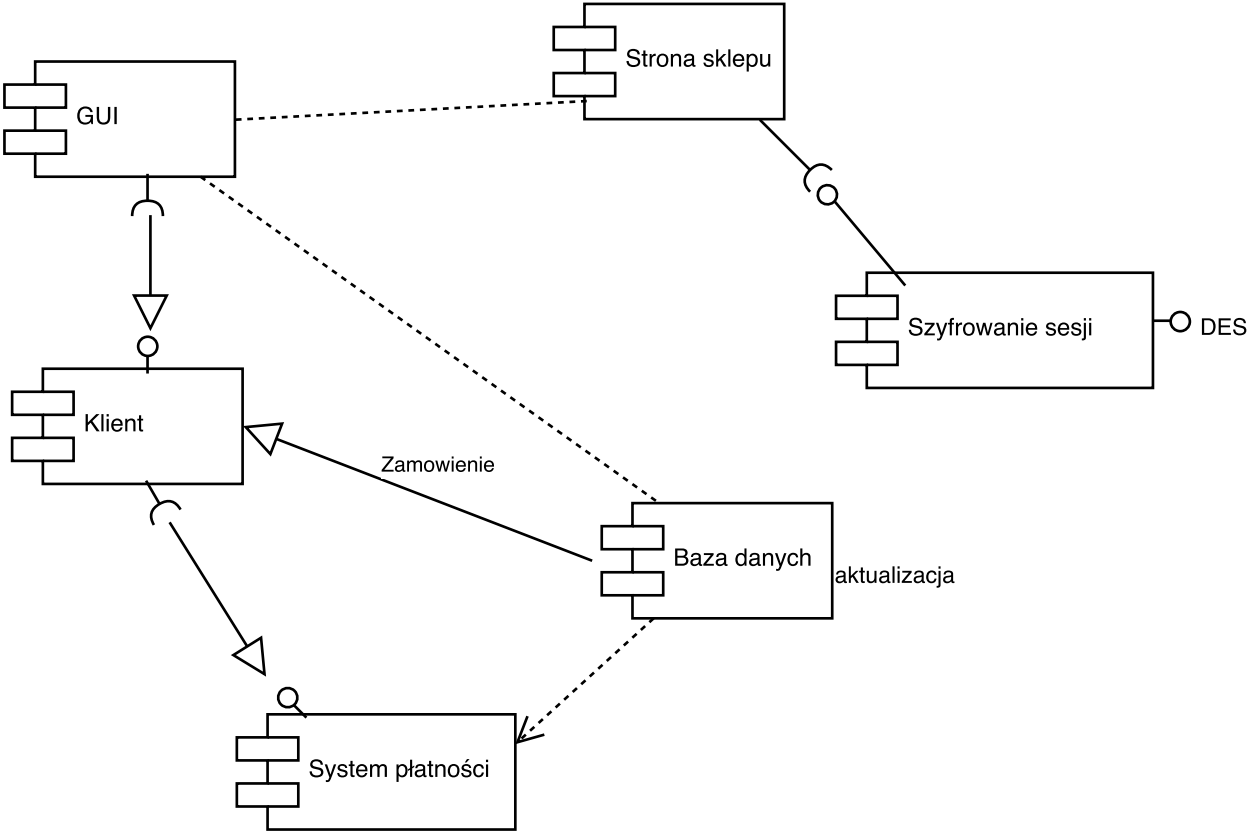 Strona sklepu
GUI
Szyfrowanie sesji
DES
Klient
Zamowienie
Baza danych
aktualizacja
System płatności